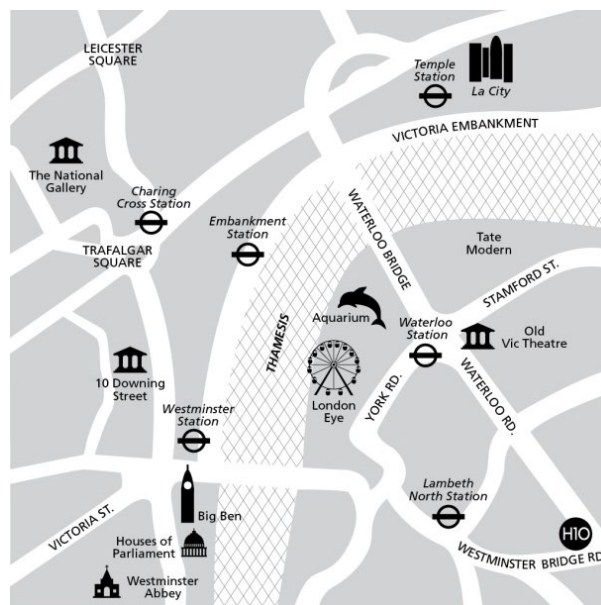 LEICESTER
SQUARE
Temple
Station
La City
VICTORIA EMBANKMENT
The National
Gallery
Charing
Cross Station
Embankment
Station
TRAFALGAR
SQUARE
WATERLOO BRIDGE
Tate
Modern
STAMFORD ST.
THAMESIS
Aquarium
Waterloo
Station
Old
Vic Theatre
10 Downing
Street
London
Eye
YORK RD.
WATERLOO RD.
Westminster
Station
Lambeth
North Station
VICTORIA ST.
Big Ben
Houses of
Parliament
H10
WESTMINSTER BRIDGE RD
Westminster
Abbey